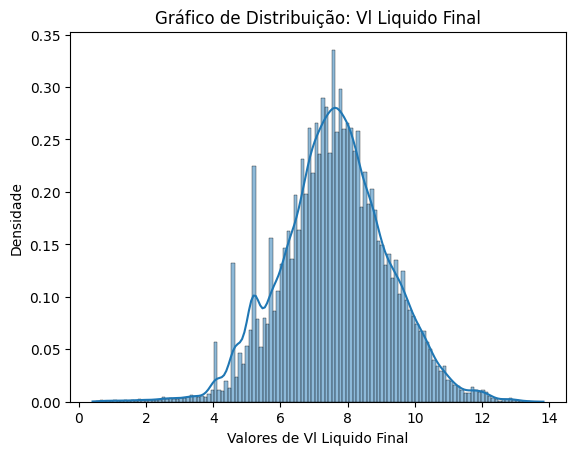 Gráfico de Distribuição: Vl Liquido Final
0.35
0.30
0.25
0.20
0.15
0.10
0.05
0.00
Densidade
0 2 4 6 8 10 12 14
Valores de Vl Liquido Final